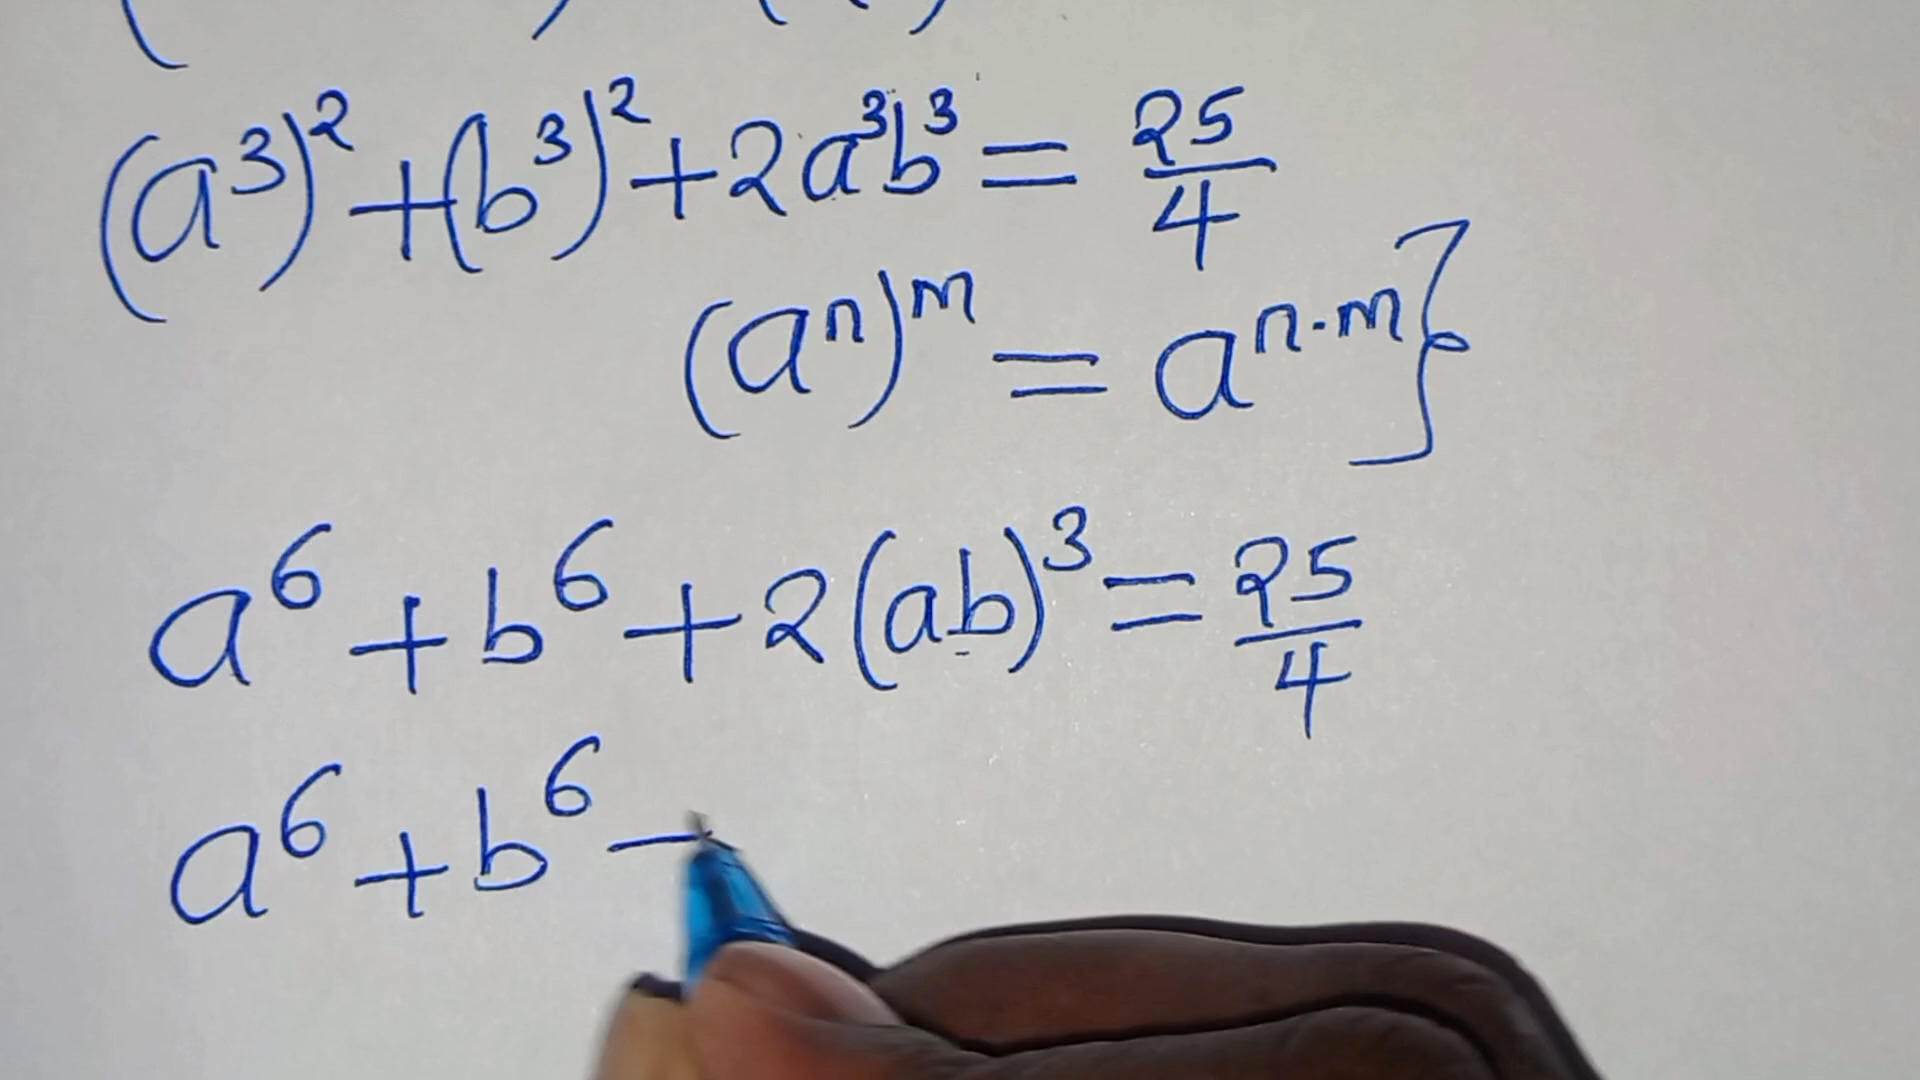 (a³)² + (b³)² + 2a³b³ = 25/4
(aⁿ)ᵐ = aⁿ·ᵐ}
a⁶ + b⁶ + 2(ab)³ = 25/4
a⁶ + b⁶ −